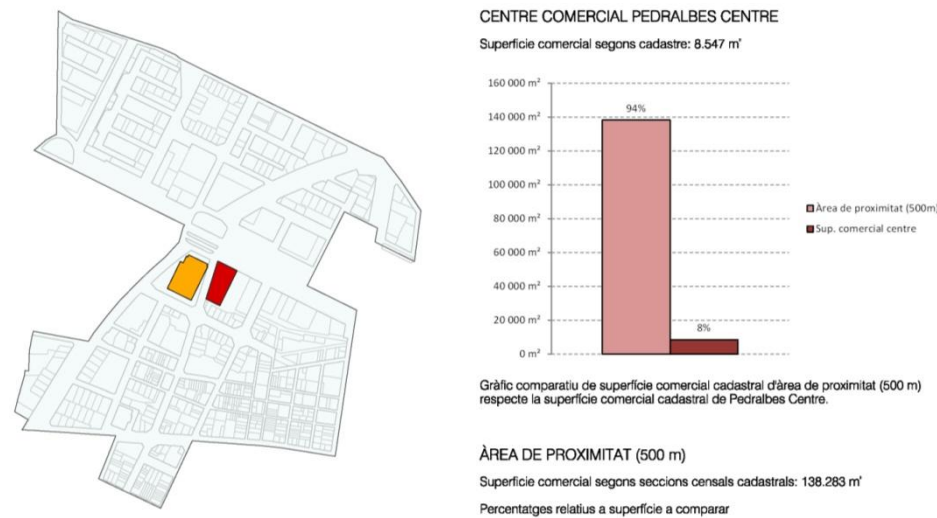 CENTRE COMERCIAL PEDRALBES CENTRE
Superficie comercial segons cadastre: 8.547 m²
160 000 m²
140 000 m²
120 000 m²
100 000 m²
80 000 m²
60 000 m²
40 000 m²
20 000 m²
0 m²
94%
8%
Àrea de proximitat (500m)
Sup. comercial centre
Gràfic comparatiu de superfície comercial cadastral d'àrea de proximitat (500 m)
respecte la superfície comercial cadastral de Pedralbes Centre.
ÀREA DE PROXIMITAT (500 m)
Superficie comercial segons seccions censals cadastrals: 138.283 m²
Percentatges relatius a superfície a comparar